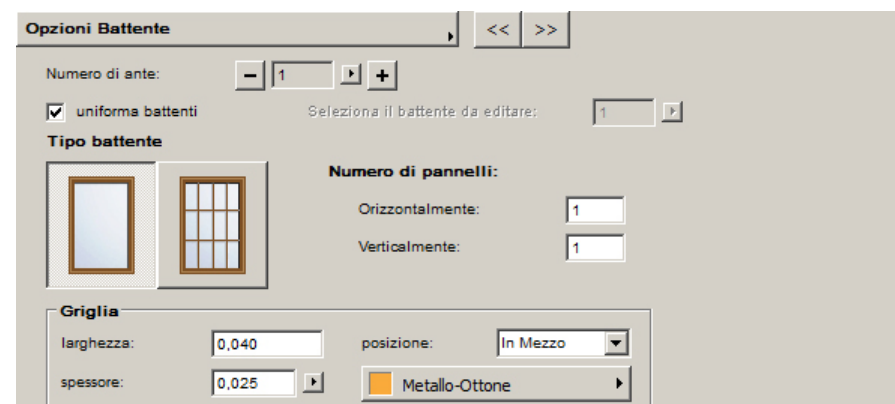 Opzioni Battente << >>
Numero di ante: − 1 +
uniforma battenti Seleziona il battente da editare: 1
Tipo battente
Numero di pannelli:
Orizzontalmente: 1
Verticalmente: 1
Griglia
larghezza: 0,040 posizione: In Mezzo
spessore: 0,025 Metallo-Ottone